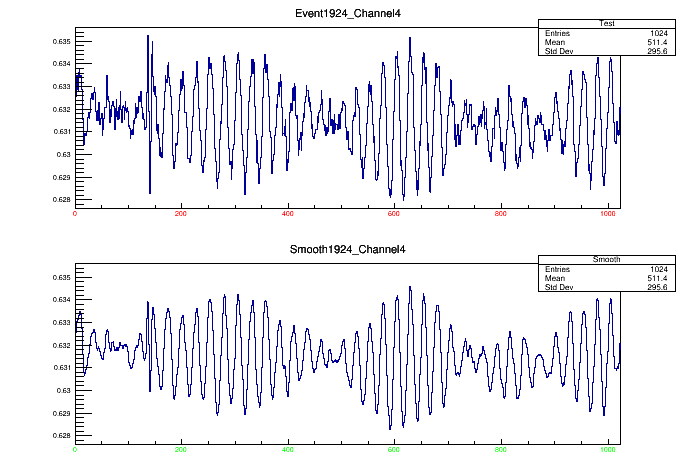 Event1924_Channel4
Test
Entries 1024
Mean 511.4
Std Dev 295.6
0.635
0.634
0.633
0.632
0.631
0.63
0.629
0.628
0 200 400 600 800 1000
Smooth1924_Channel4
Smooth
Entries 1024
Mean 511.4
Std Dev 295.6
0.635
0.634
0.633
0.632
0.631
0.63
0.629
0.628
0 200 400 600 800 1000